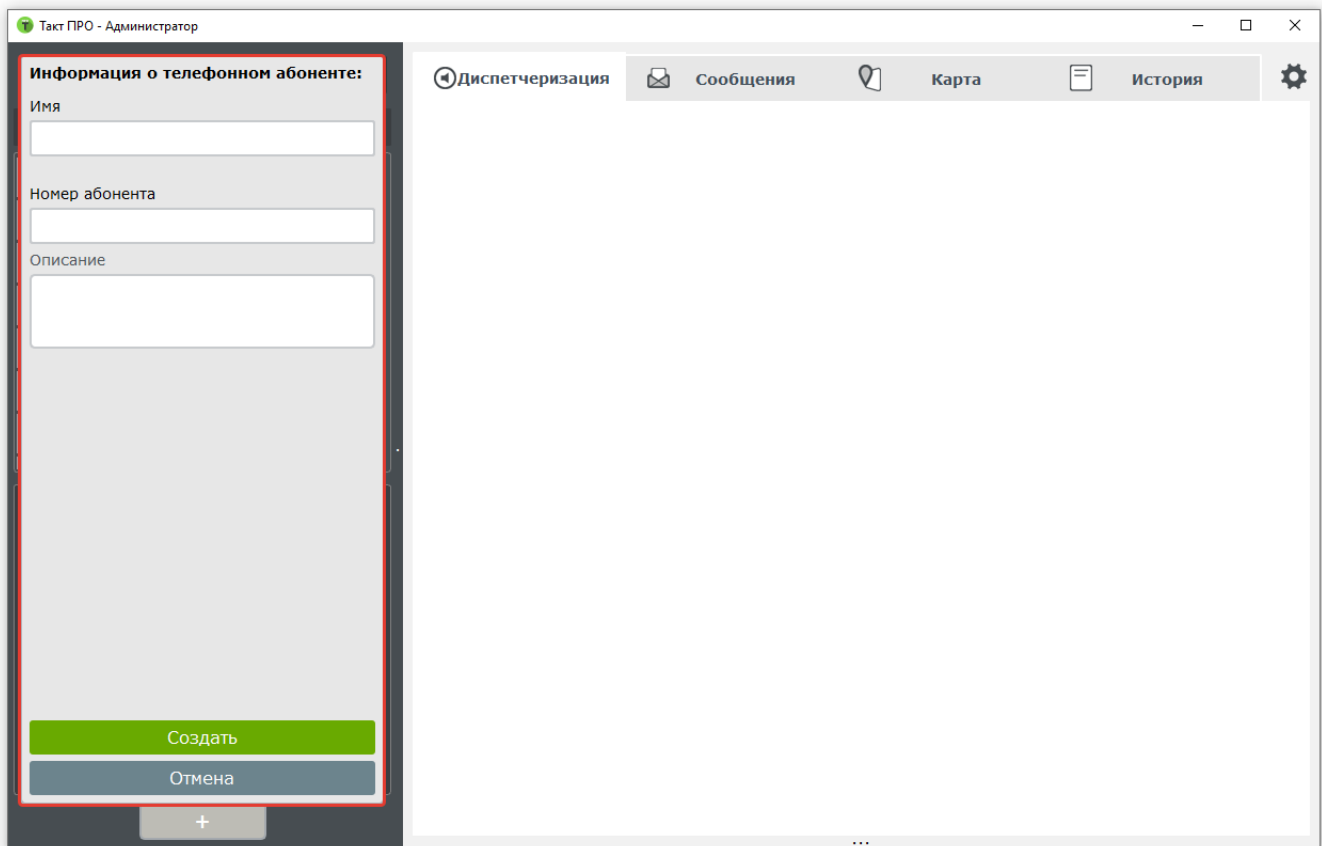 Такт ПРО - Администратор
Информация о телефонном абоненте:
Имя
Номер абонента
Описание
Создать
Отмена
+
Диспетчеризация
Сообщения
Карта
История
...